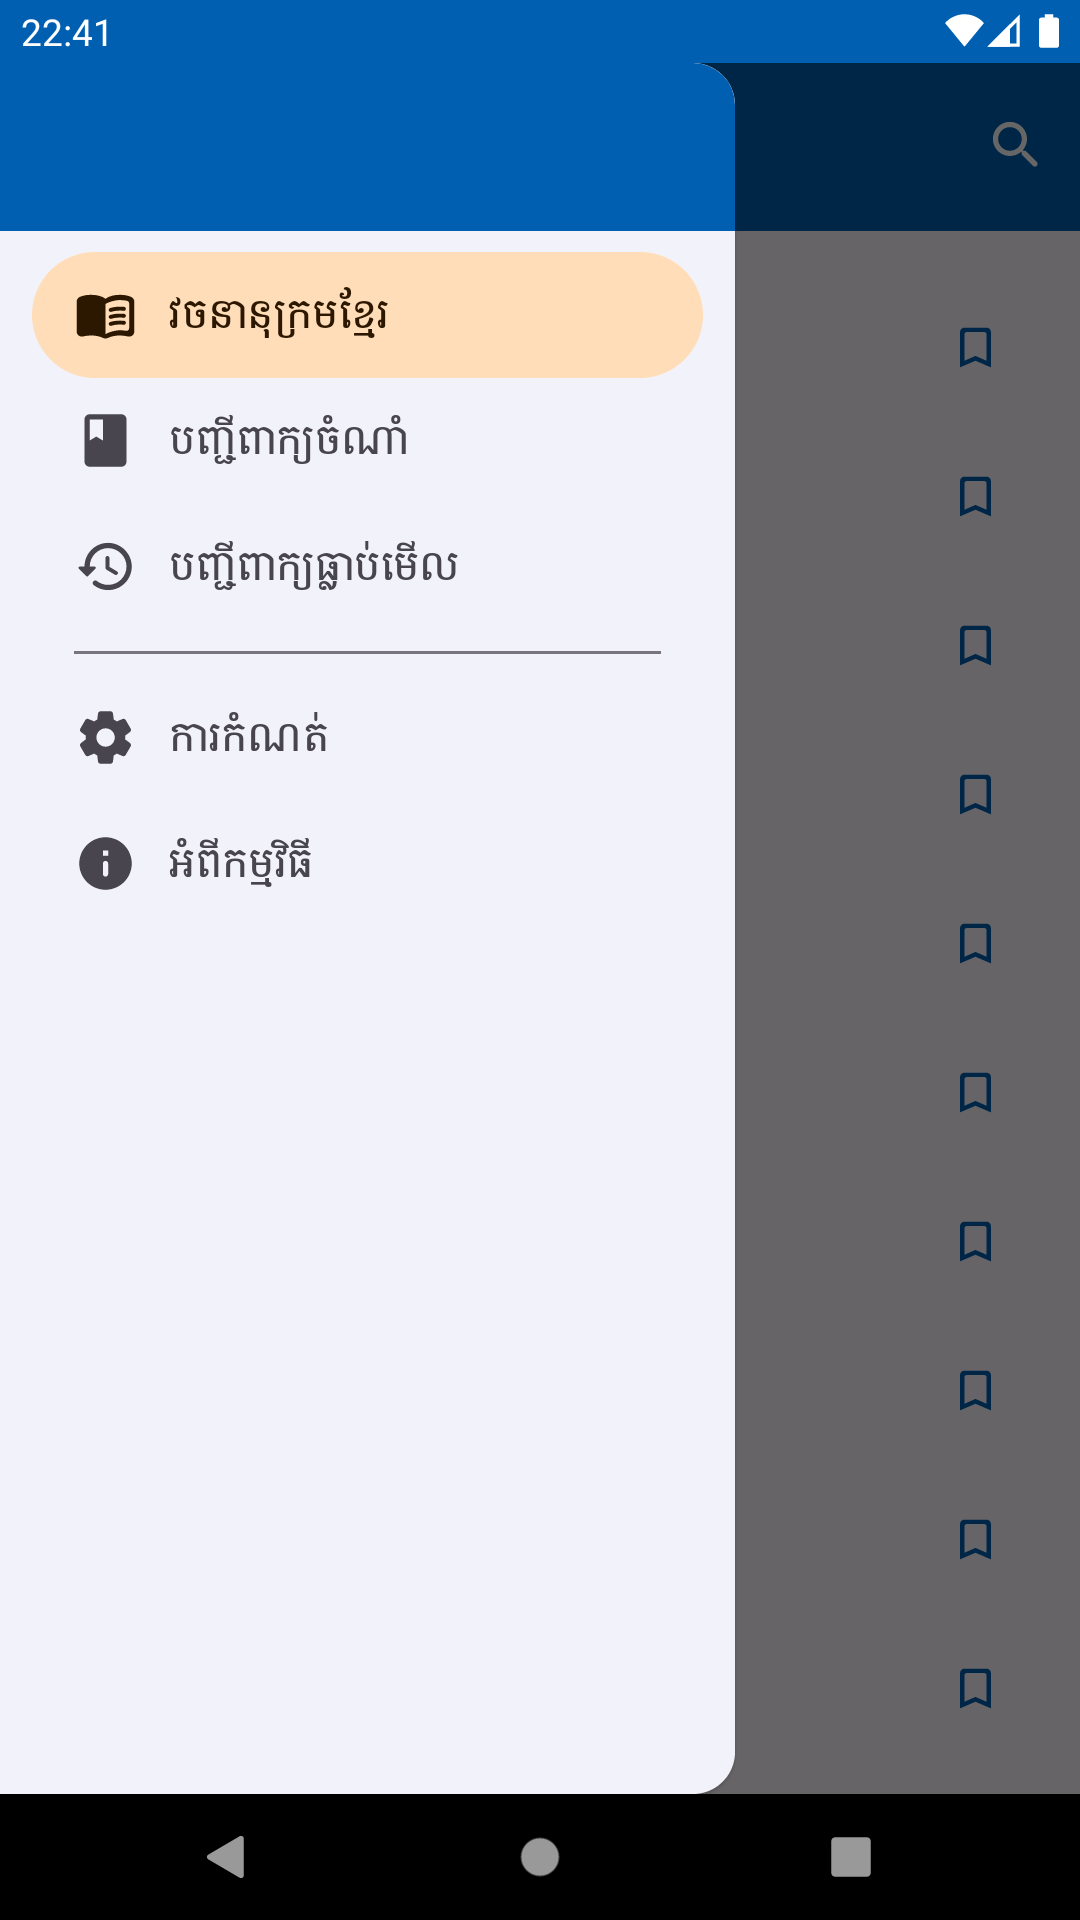 22:41
វចនានុក្រមខ្មែរ
បញ្ជីពាក្យចំណាំ
បញ្ជីពាក្យធ្លាប់មើល
ការកំណត់
អំពីកម្មវិធី